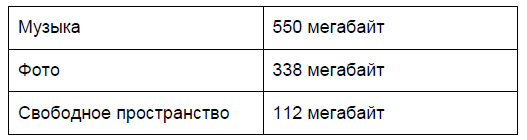 Музыка 550 мегабайт
Фото 338 мегабайт
Свободное пространство 112 мегабайт